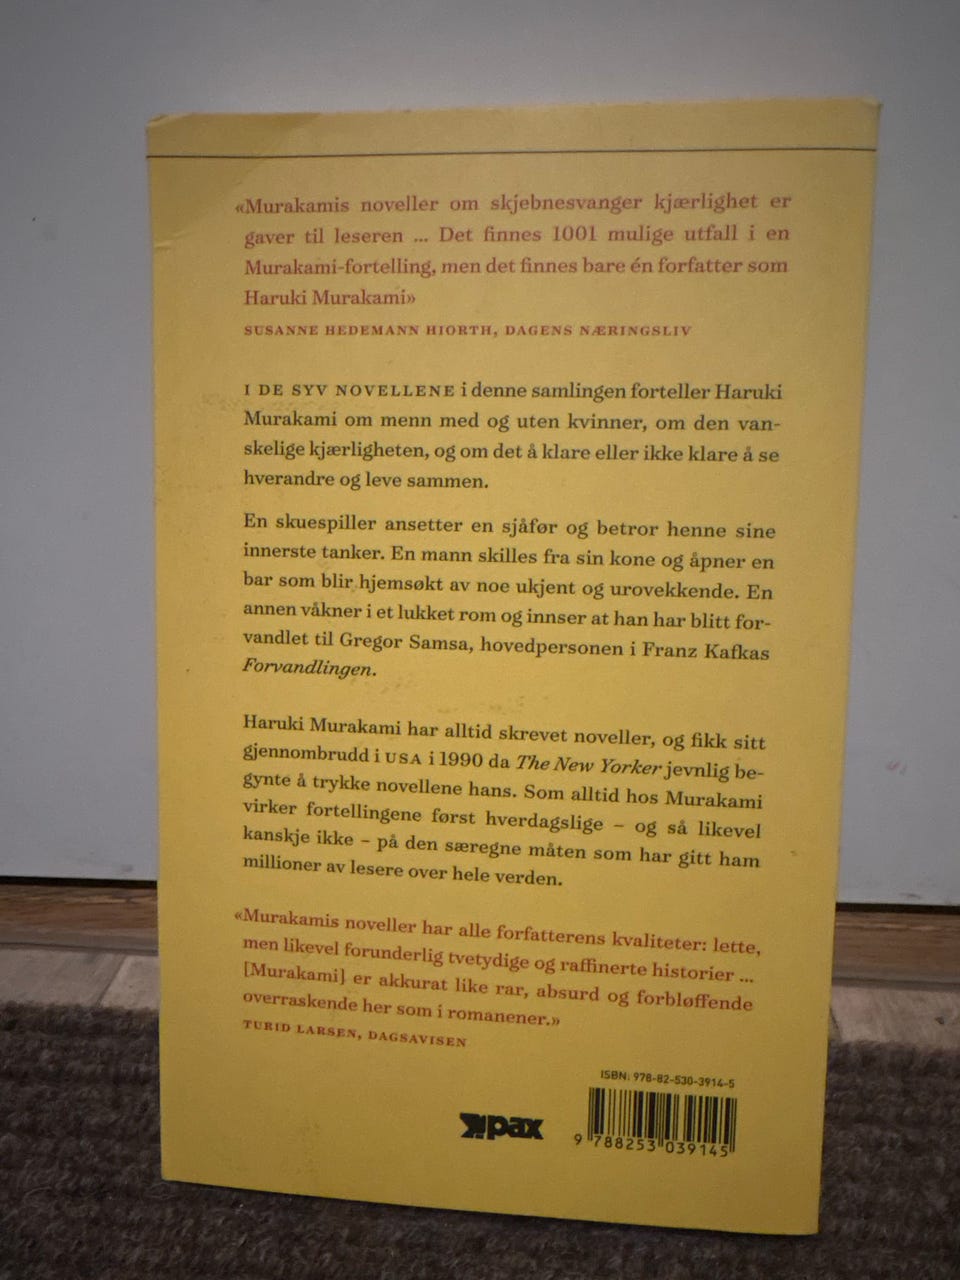 «Murakamis noveller om skjebnesvanger kjærlighet er
gaver til leseren ... Det finnes 1001 mulige utfall i en
Murakami-fortelling, men det finnes bare én forfatter som
Haruki Murakami»
SUSANNE HEDEMANN HIORTH, DAGENS NÆRINGSLIV
I DE SYV NOVELLENE i denne samlingen forteller Haruki
Murakami om menn med og uten kvinner, om den van-
skelige kjærligheten, og om det å klare eller ikke klare å se
hverandre og leve sammen.
En skuespiller ansetter en sjåfør og betror henne sine
innerste tanker. En mann skilles fra sin kone og åpner en
bar som blir hjemsøkt av noe ukjent og urovekkende. En
annen våkner i et lukket rom og innser at han har blitt for-
vandlet til Gregor Samsa, hovedpersonen i Franz Kafkas
Forvandlingen.
Haruki Murakami har alltid skrevet noveller, og fikk sitt
gjennombrudd i USA i 1990 da The New Yorker jevnlig be-
gynte å trykke novellene hans. Som alltid hos Murakami
virker fortellingene først hverdagslige – og så likevel
kanskje ikke – på den særegne måten som har gitt ham
millioner av lesere over hele verden.
«Murakamis noveller har alle forfatterens kvaliteter: lette,
men likevel forunderlig tvetydige og raffinerte historier ...
[Murakami] er akkurat like rar, absurd og forbløffende
overraskende her som i romanener.»
TURID LARSEN, DAGSAVISEN
ISBN: 978-82-530-3914-5
pax
9 788253 039145